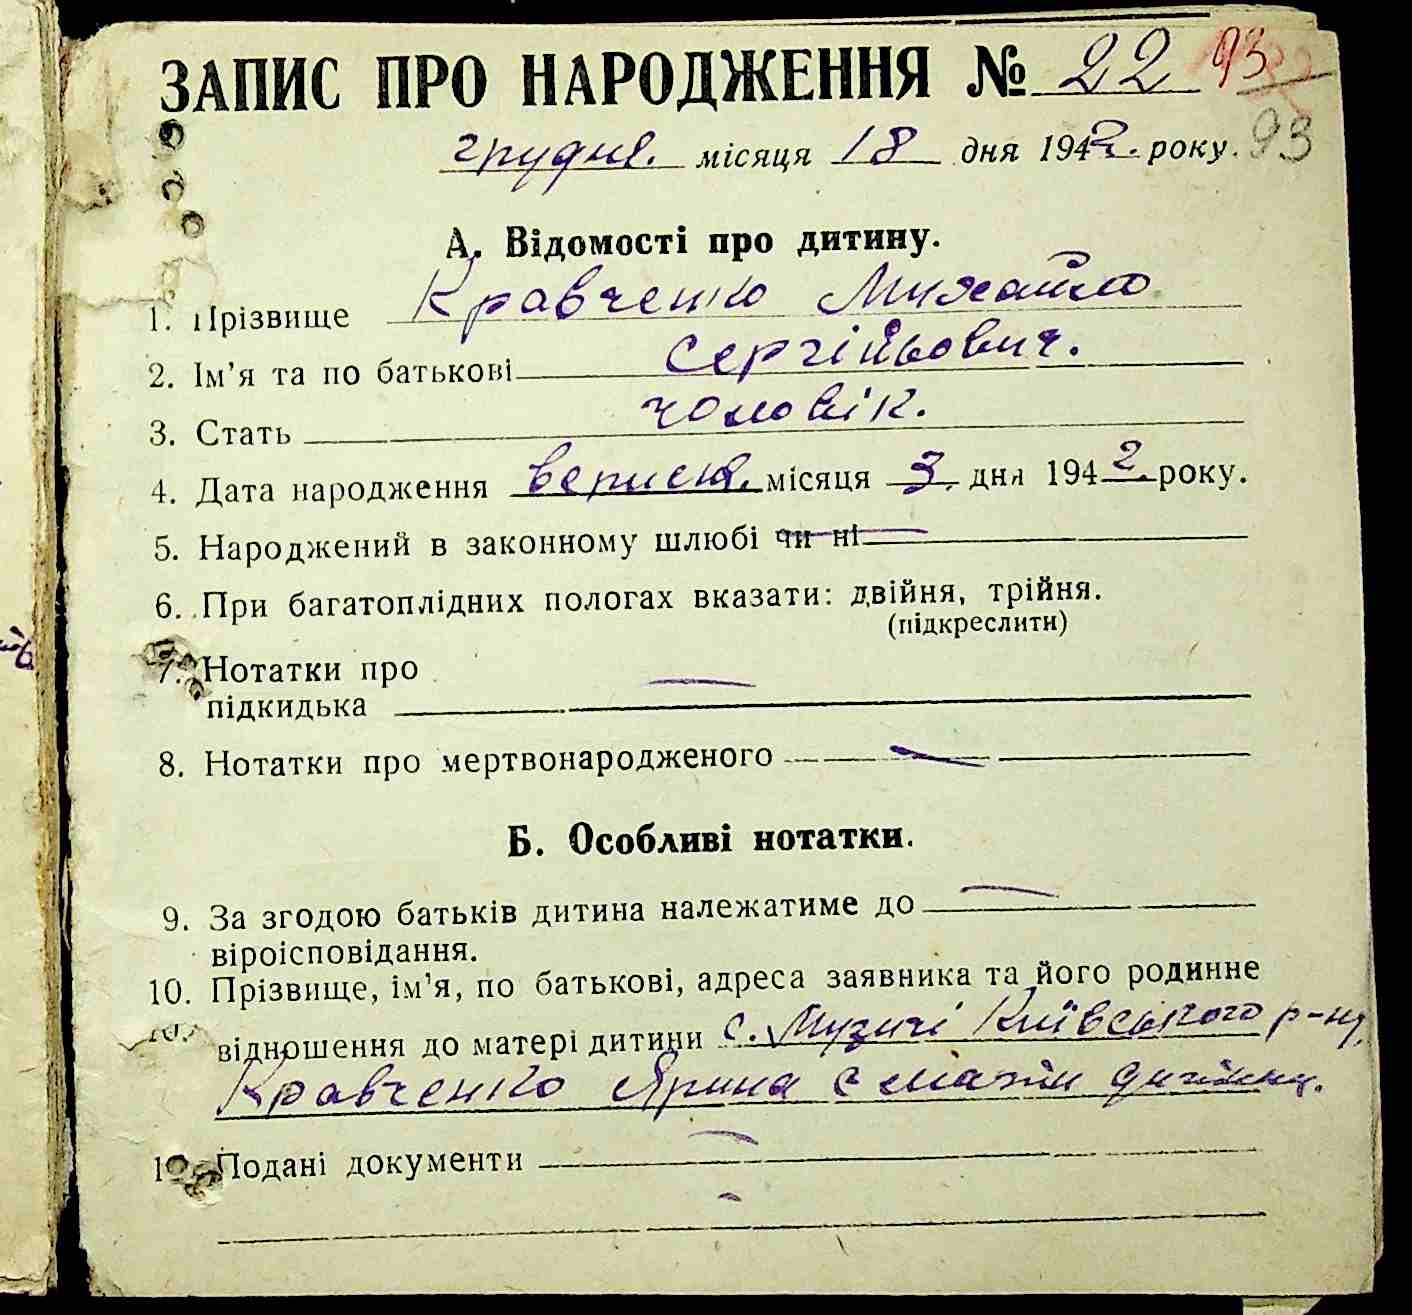 ЗАПИС ПРО НАРОДЖЕННЯ № 22 93
грудня. місяця 18 дня 1942. року. 93
А. Відомості про дитину.
1. Прізвище Кравченко Михайло
2. Ім’я та по батькові Сергійьович.
3. Стать чоловік.
4. Дата народження вересня. місяця 3. дня 1942. року.
5. Народжений в законному шлюбі чи ні
6. При багатоплідних пологах вказати: двійня, трійня.
(підкреслити)
7. Нотатки про
підкидька
8. Нотатки про мертвонародженого
Б. Особливі нотатки.
9. За згодою батьків дитина належатиме до
віроісповідання.
10. Прізвище, ім’я, по батькові, адреса заявника та його родинне
відношення до матері дитини с. Музичі Київського р-ну,
Кравченко Ярина є мати дитини.
Подані документи